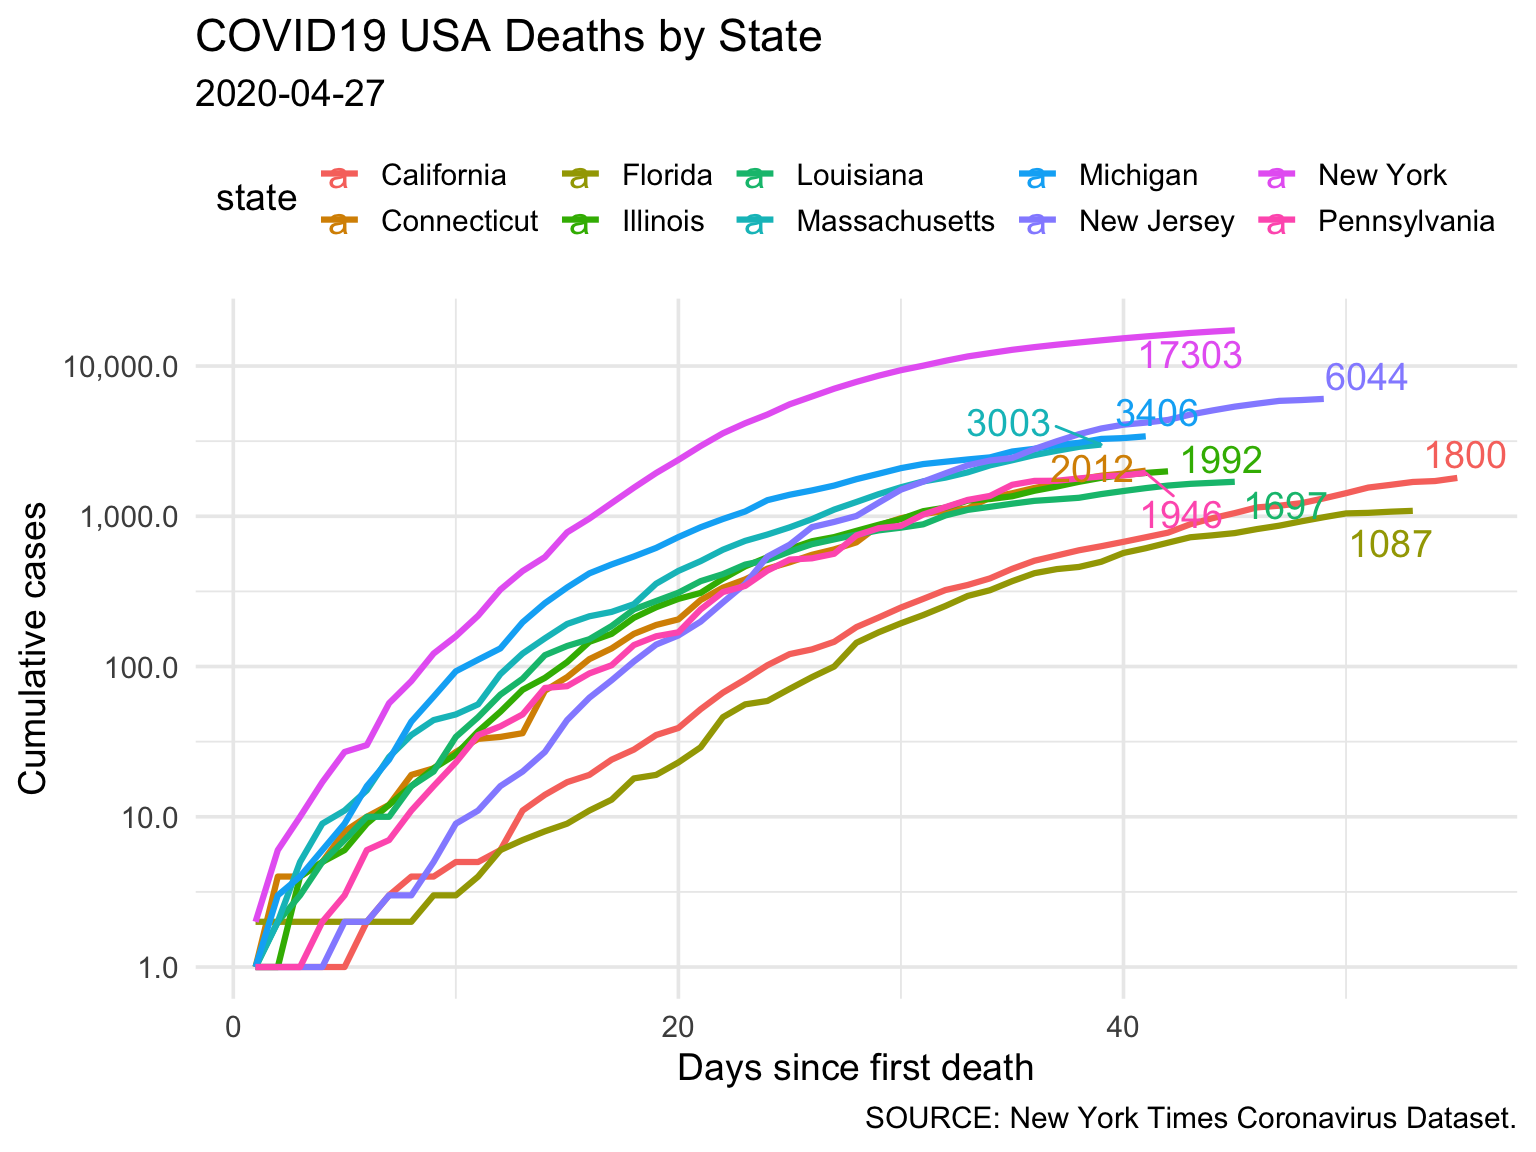 COVID19 USA Deaths by State
2020-04-27
state
a California a Florida a Louisiana a Michigan a New York
a Connecticut a Illinois a Massachusetts a New Jersey a Pennsylvania
Cumulative cases
10,000.0
1,000.0
100.0
10.0
1.0
17303
6044
3406
3003
1992
1800
2012
1697
1946
1087
0 20 40
Days since first death
SOURCE: New York Times Coronavirus Dataset.